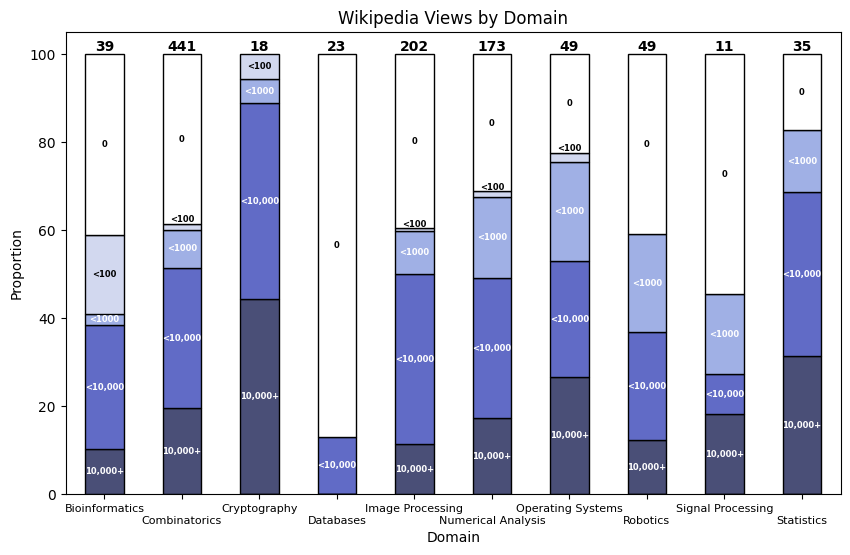 Wikipedia Views by Domain
39 441 18 23 202 173 49 49 11 35
100
80
60
40
20
0
Proportion
0 <100 <1000 <10,000 10,000+
0 <100 <1000 <10,000 10,000+
<100 <1000 <10,000 10,000+
0 <10,000
0 <100 <1000 <10,000 10,000+
0 <100 <1000 <10,000 10,000+
0 <100 <1000 <10,000 10,000+
0 <1000 <10,000 10,000+
0 <1000 <10,000 10,000+
0 <1000 <10,000 10,000+
Bioinformatics Cryptography Image Processing Operating Systems Signal Processing
Combinatorics Databases Numerical Analysis Robotics Statistics
Domain